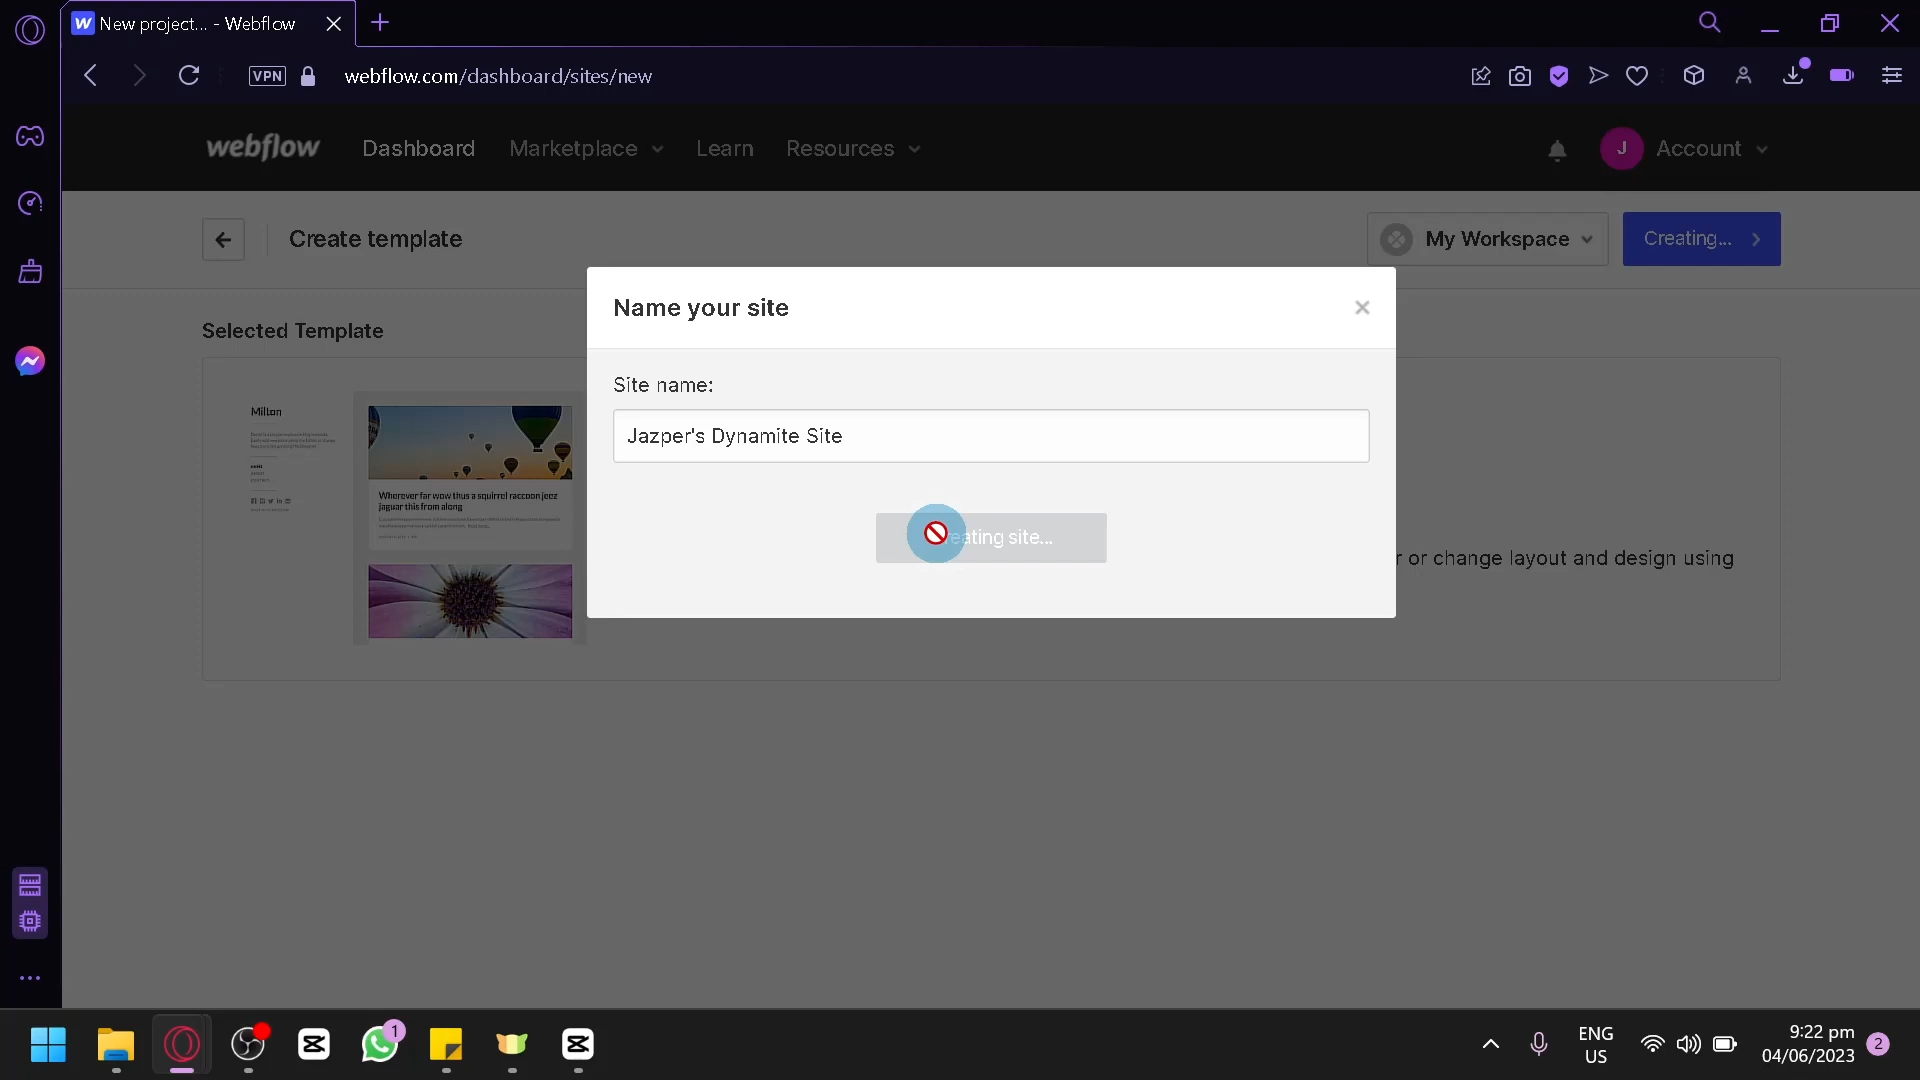 New project... - Webflow
VPN
webflow.com/dashboard/sites/new
webflow
Dashboard
Marketplace
Learn
Resources
J
Account
Create template
My Workspace
Creating...
Name your site
Selected Template
Site name:
Jazper's Dynamite Site
Milton
Wherever far wow thus a squirrel raccoon jeez
jaguar this from along
eating site...
r or change layout and design using
1
ENG
US
9:22 pm
04/06/2023
2